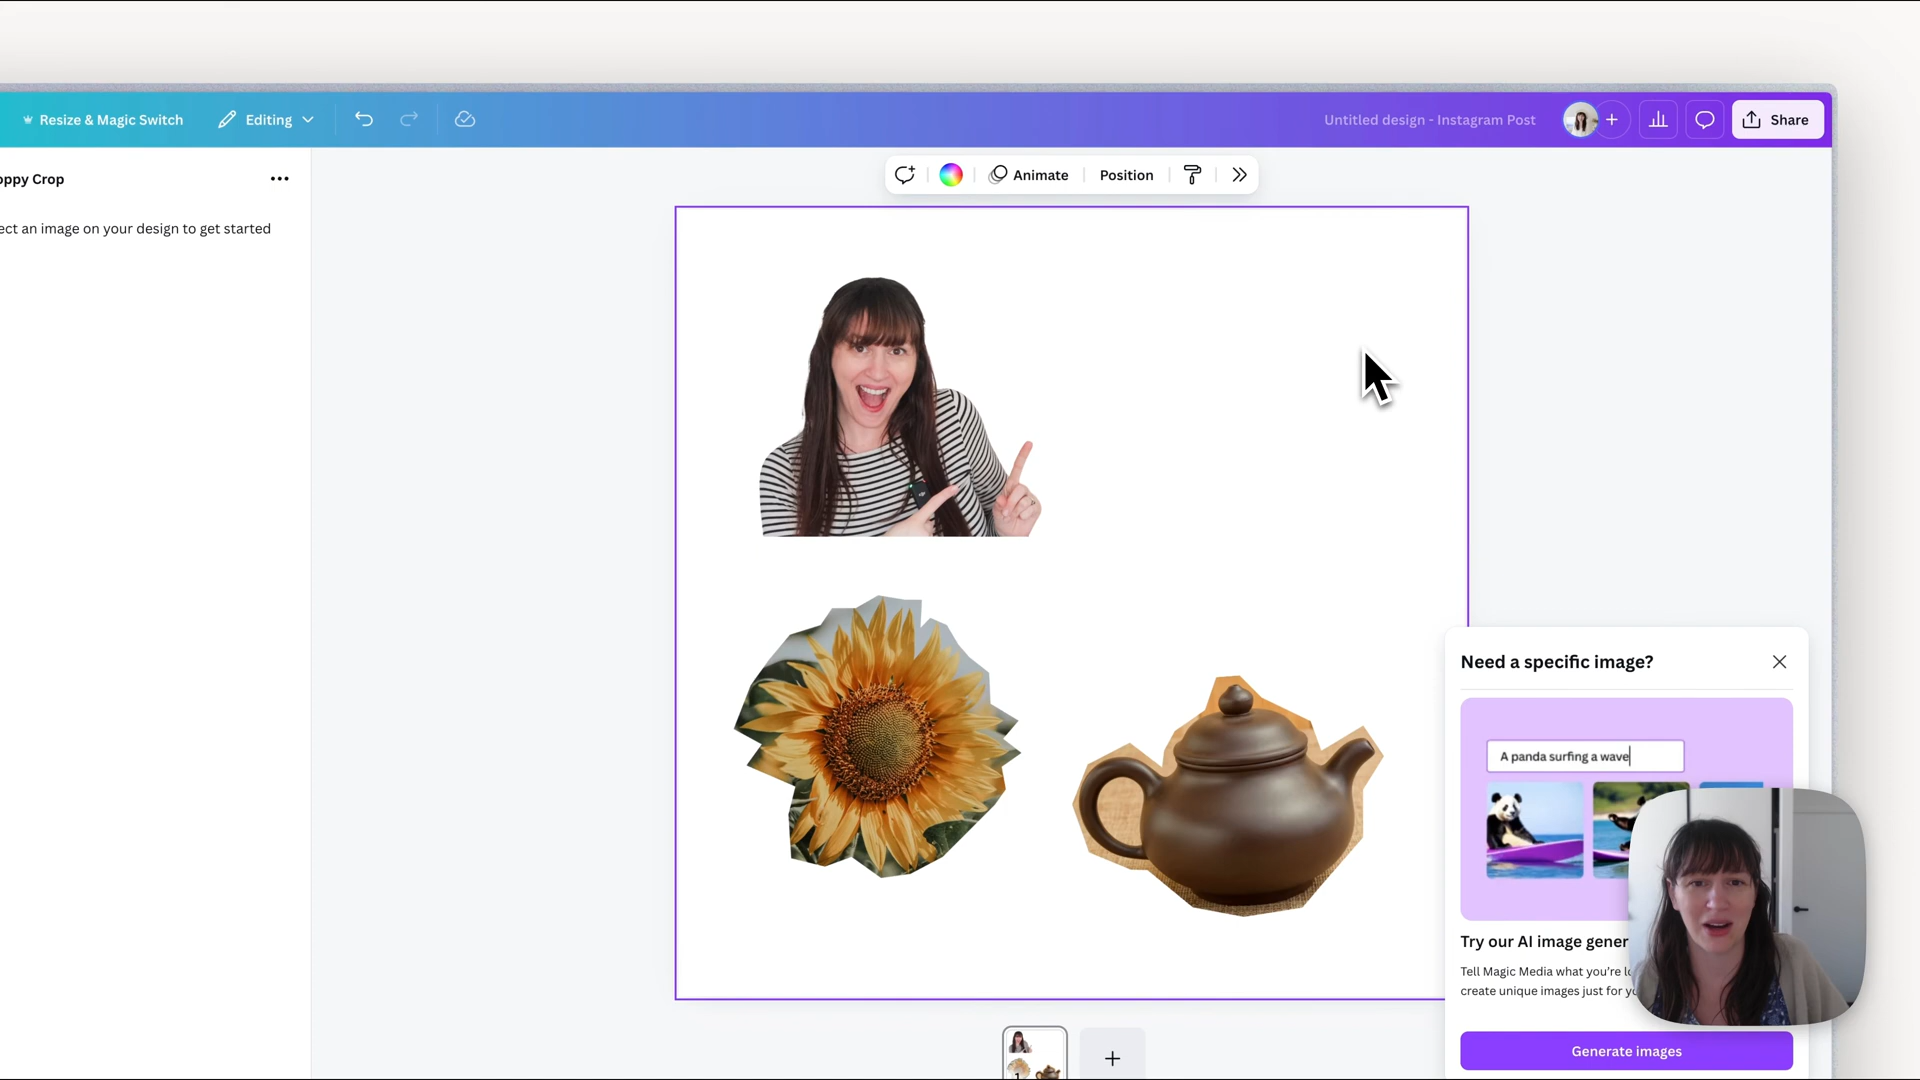 Resize & Magic Switch
Editing
Untitled design - Instagram Post
Share
oppy Crop
ect an image on your design to get started
Animate
Position
Need a specific image?
A panda surfing a wave
Try our AI image gener
Tell Magic Media what you're l
create unique images just for y
Generate images
1